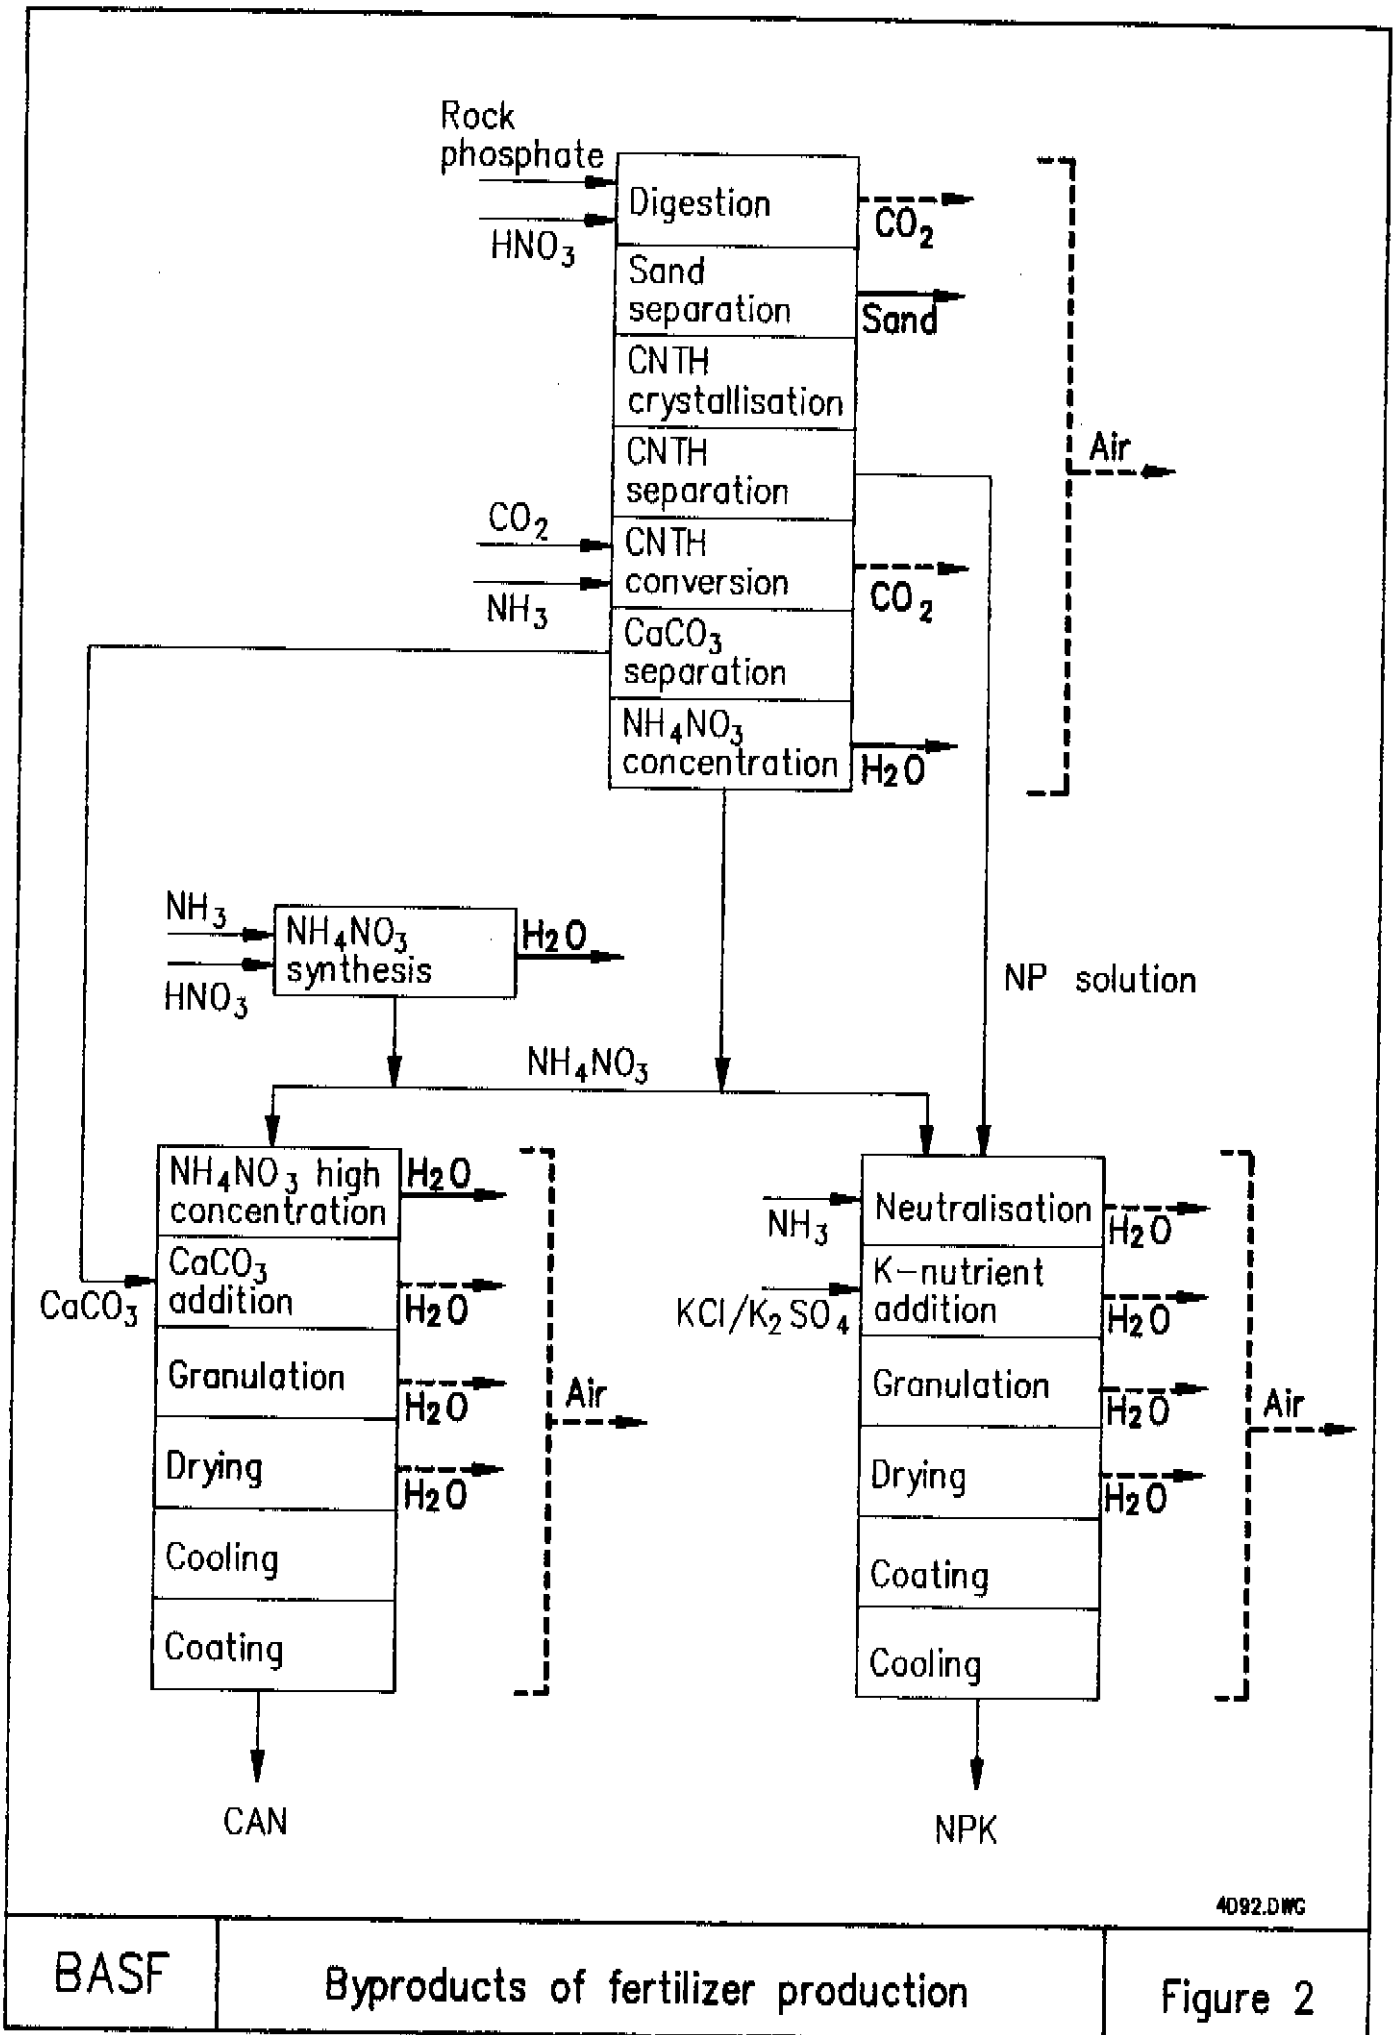 Rock
phosphate
HNO3
Digestion
CO2
Sand
separation
Sand
CNTH
crystallisation
CNTH
separation
Air
CO2
NH3
CNTH
conversion
CO2
CaCO3
separation
NH4NO3
concentration
H2O
NH3
HNO3
NH4NO3
synthesis
H2O
NP solution
NH4NO3
NH4NO3 high
concentration
H2O
CaCO3
CaCO3
addition
H2O
Granulation
H2O
Air
Drying
H2O
Cooling
Coating
CAN
NH3
Neutralisation
H2O
KCl/K2SO4
K-nutrient
addition
H2O
Granulation
H2O
Air
Drying
H2O
Coating
Cooling
NPK
4092.DWG
BASF
Byproducts of fertilizer production
Figure 2